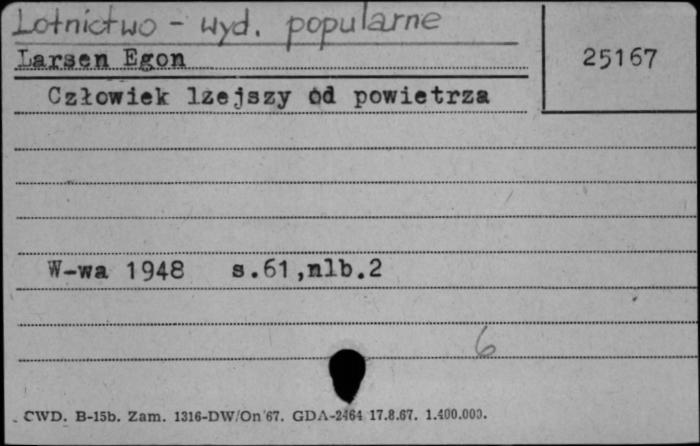 Lotnictwo - wyd. popularne
Larsen Egon
25167
Człowiek lzejszy od powietrza
W-wa 1948 s.61,nlb.2
6
CWD. B-15b. Zam. 1316-DW/On 67. GDA-2464 17.8.67. 1.400.000.